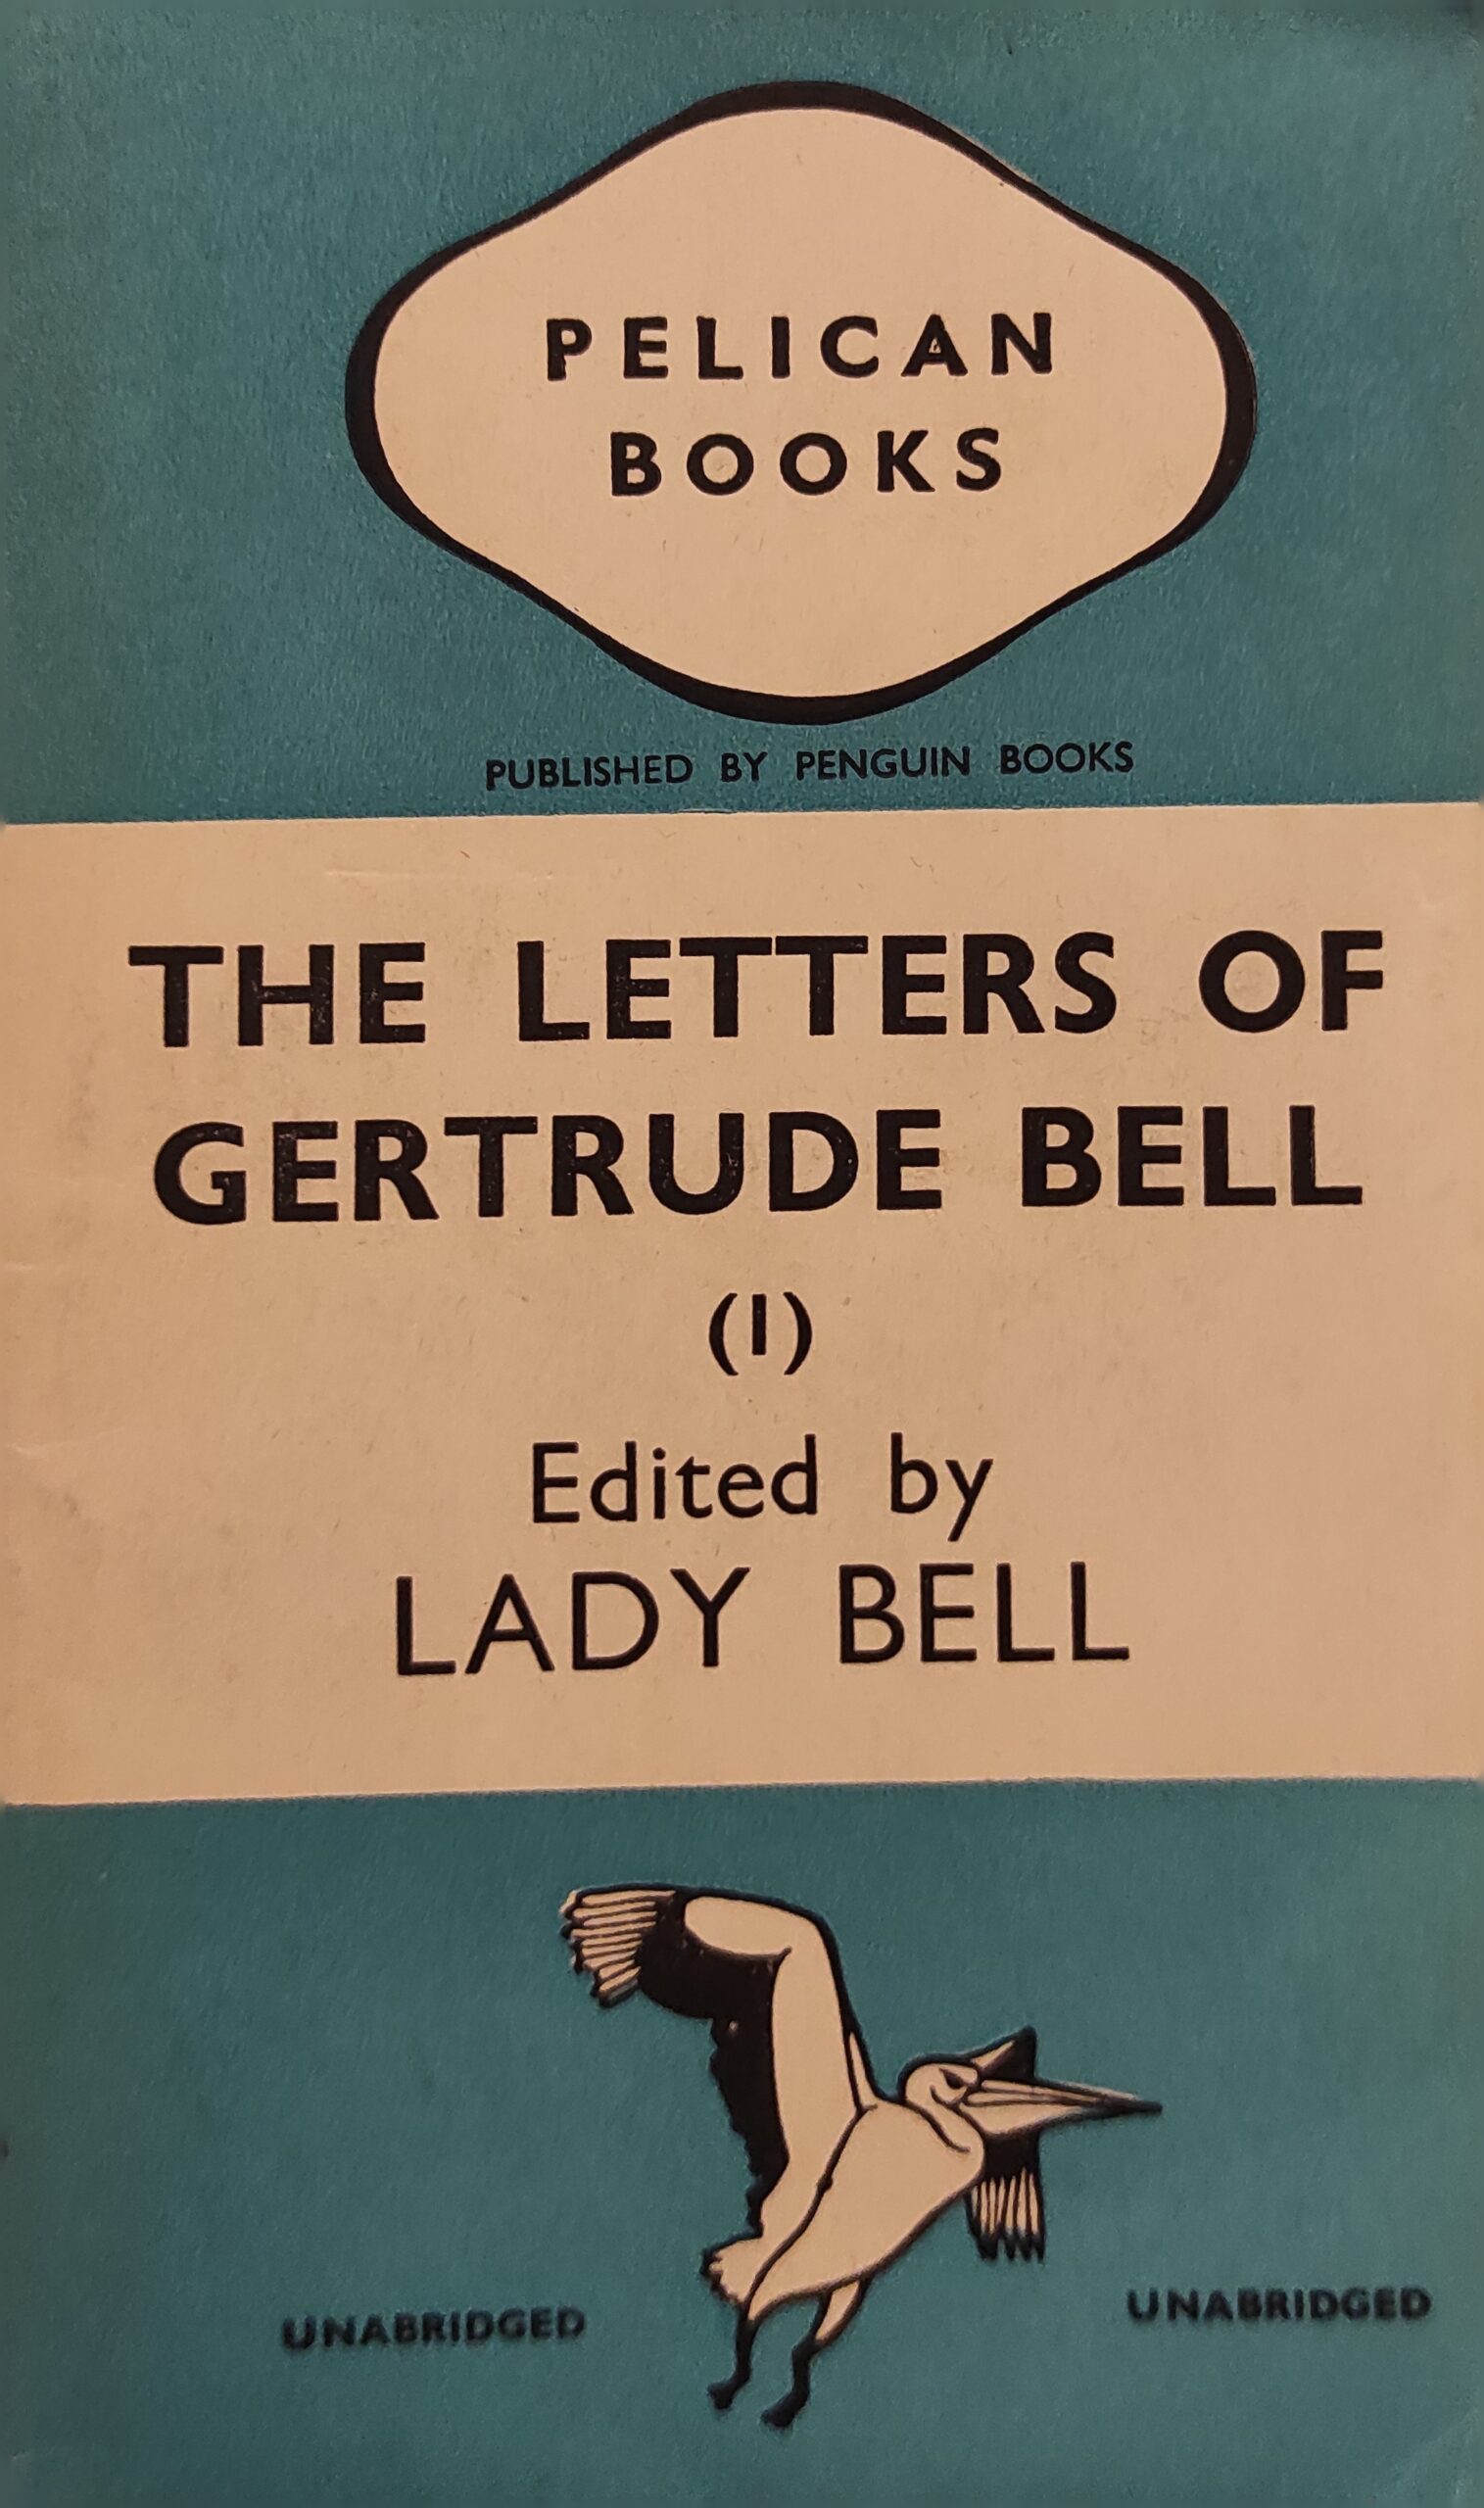 PELICAN
BOOKS
PUBLISHED BY PENGUIN BOOKS
THE LETTERS OF
GERTRUDE BELL
(I)
Edited by
LADY BELL
UNABRIDGED
UNABRIDGED